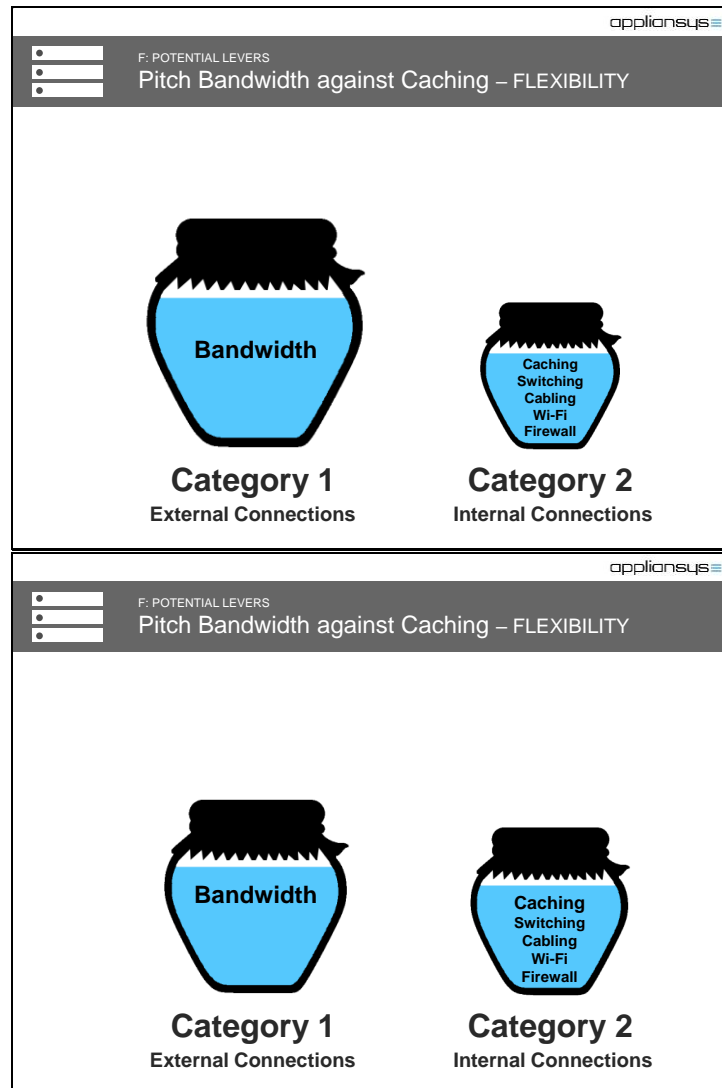 appliansys
F: POTENTIAL LEVERS
Pitch Bandwidth against Caching – FLEXIBILITY
Bandwidth
Caching
Switching
Cabling
Wi-Fi
Firewall
Category 1
External Connections
Category 2
Internal Connections
appliansys
F: POTENTIAL LEVERS
Pitch Bandwidth against Caching – FLEXIBILITY
Bandwidth
Caching
Switching
Cabling
Wi-Fi
Firewall
Category 1
External Connections
Category 2
Internal Connections